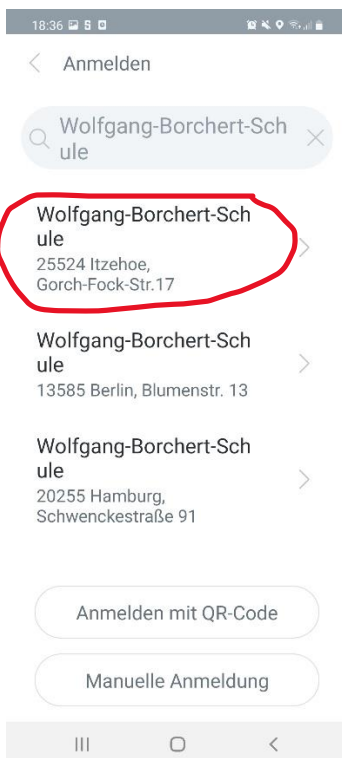 18:36
Anmelden
Wolfgang-Borchert-Sch
ule
Wolfgang-Borchert-Sch
ule
25524 Itzehoe,
Gorch-Fock-Str.17
Wolfgang-Borchert-Sch
ule
13585 Berlin, Blumenstr. 13
Wolfgang-Borchert-Sch
ule
20255 Hamburg,
Schwenckestraße 91
Anmelden mit QR-Code
Manuelle Anmeldung